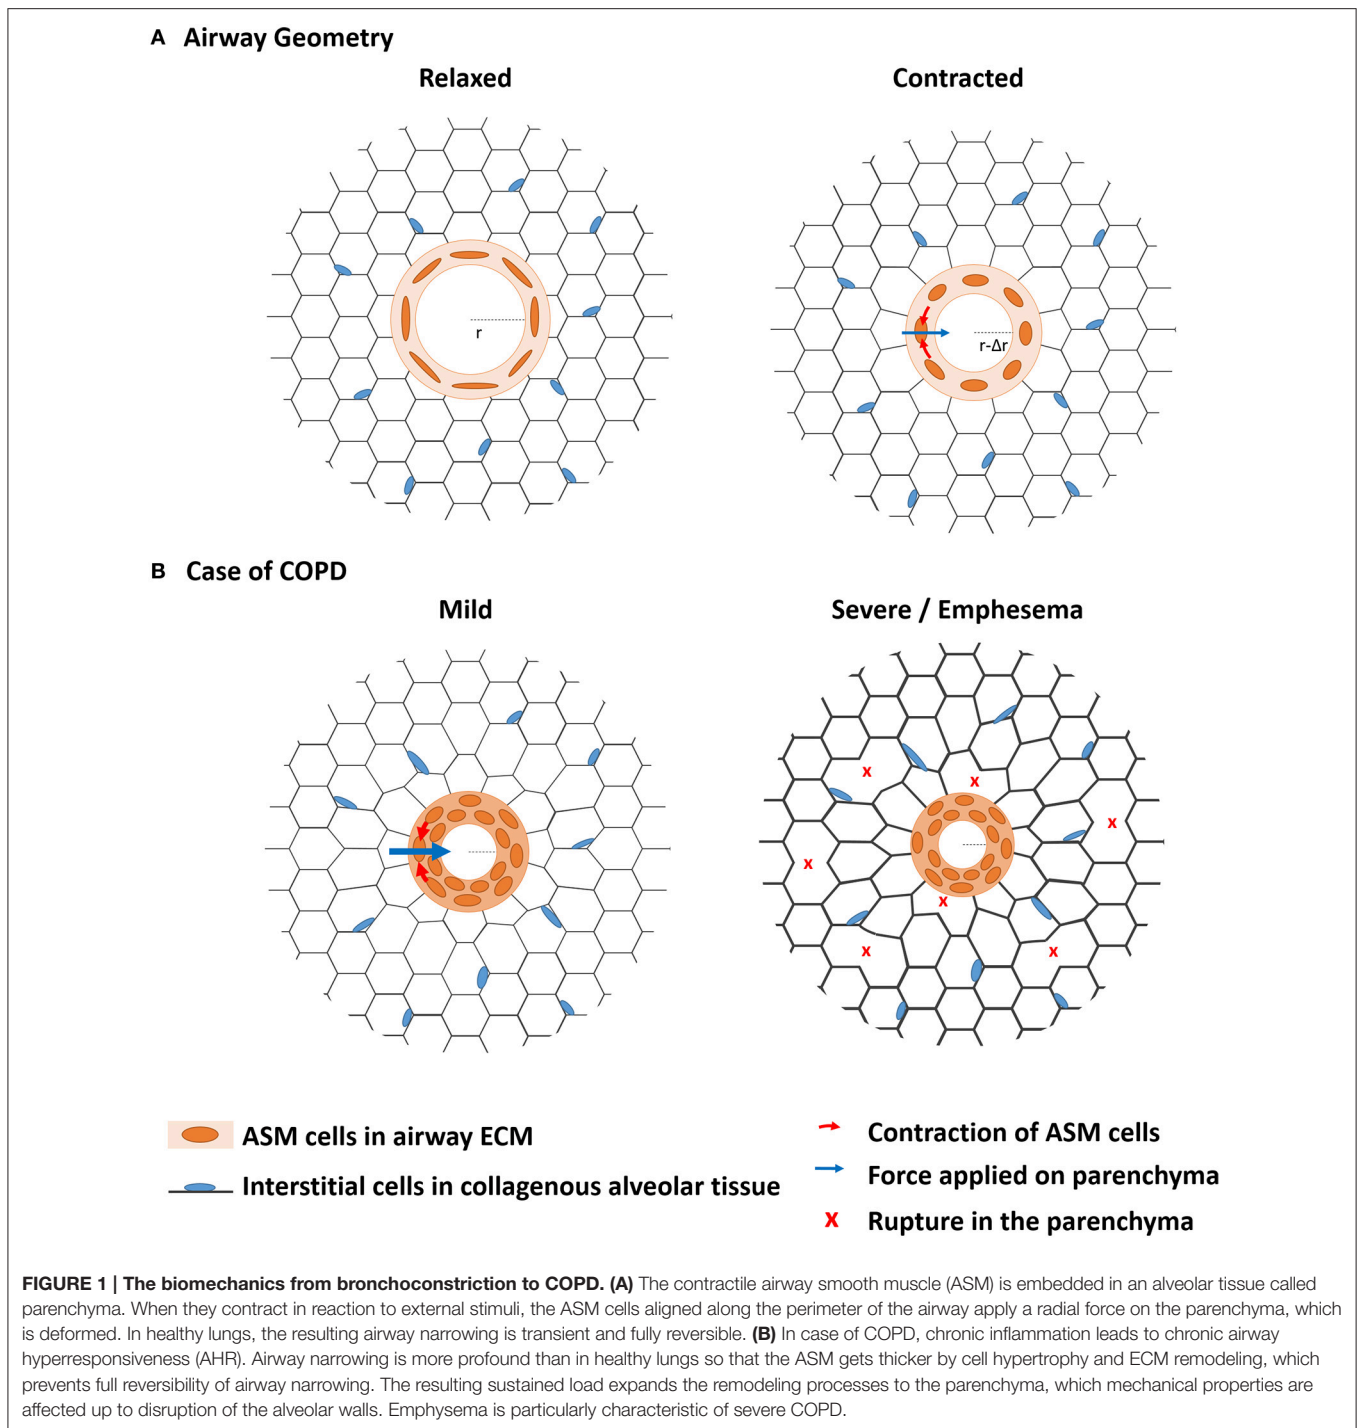 A Airway Geometry
Relaxed
Contracted
r
r-Δr
B Case of COPD
Mild
Severe / Emphesema
x
x
x
x
x
x
x
ASM cells in airway ECM
Interstitial cells in collagenous alveolar tissue
Contraction of ASM cells
Force applied on parenchyma
x Rupture in the parenchyma
FIGURE 1 | The biomechanics from bronchoconstriction to COPD. (A) The contractile airway smooth muscle (ASM) is embedded in an alveolar tissue called
parenchyma. When they contract in reaction to external stimuli, the ASM cells aligned along the perimeter of the airway apply a radial force on the parenchyma, which
is deformed. In healthy lungs, the resulting airway narrowing is transient and fully reversible. (B) In case of COPD, chronic inflammation leads to chronic airway
hyperresponsiveness (AHR). Airway narrowing is more profound than in healthy lungs so that the ASM gets thicker by cell hypertrophy and ECM remodeling, which
prevents full reversibility of airway narrowing. The resulting sustained load expands the remodeling processes to the parenchyma, which mechanical properties are
affected up to disruption of the alveolar walls. Emphysema is particularly characteristic of severe COPD.